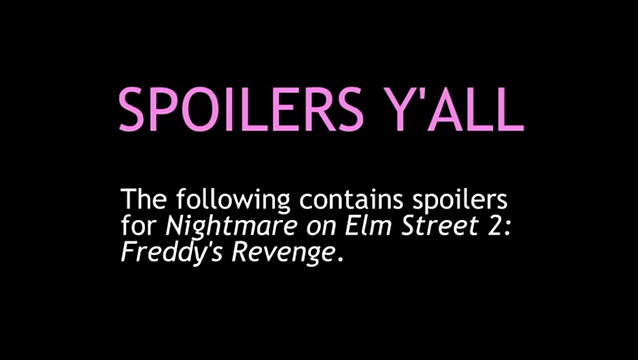 SPOILERS Y'ALL
The following contains spoilers
for Nightmare on Elm Street 2:
Freddy's Revenge.